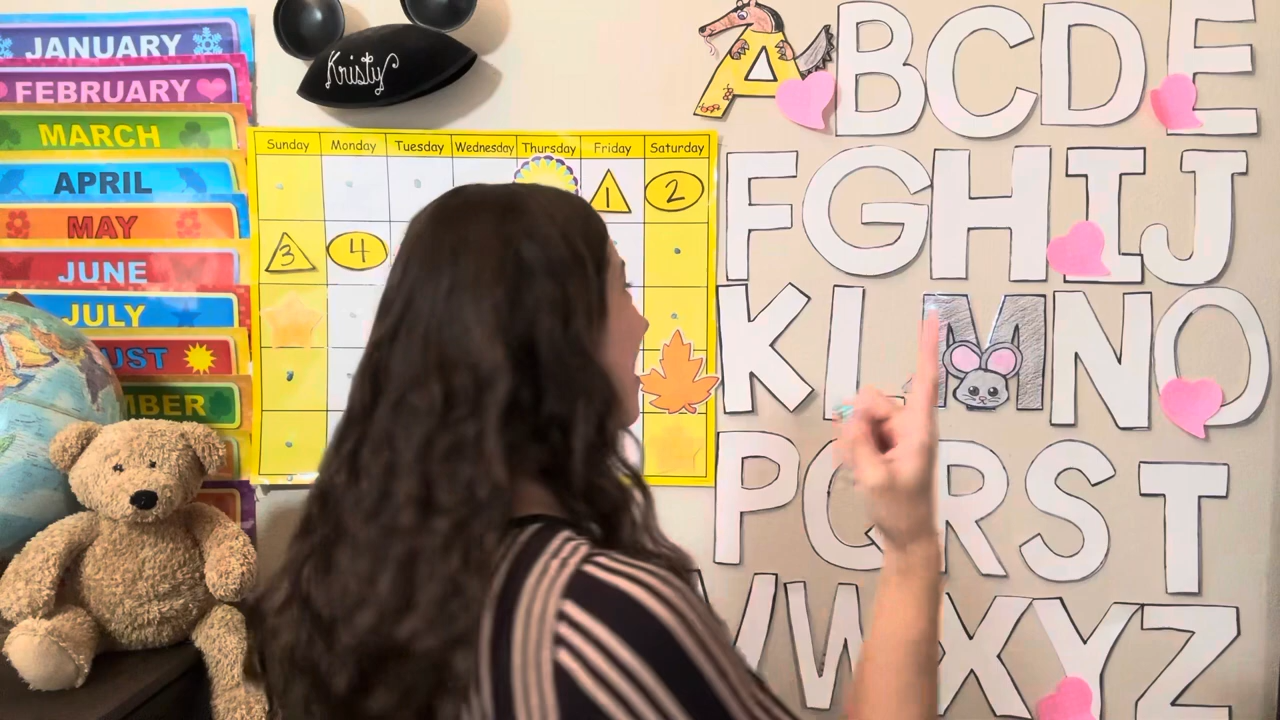 JANUARY
FEBRUARY
MARCH
APRIL
MAY
JUNE
JULY
UST
MBER
Kristy
Sunday Monday Tuesday Wednesday Thursday Friday Saturday
1 2
3 4
A B C D E
F G H I J
K L M N O
P Q R S T
V W X Y Z